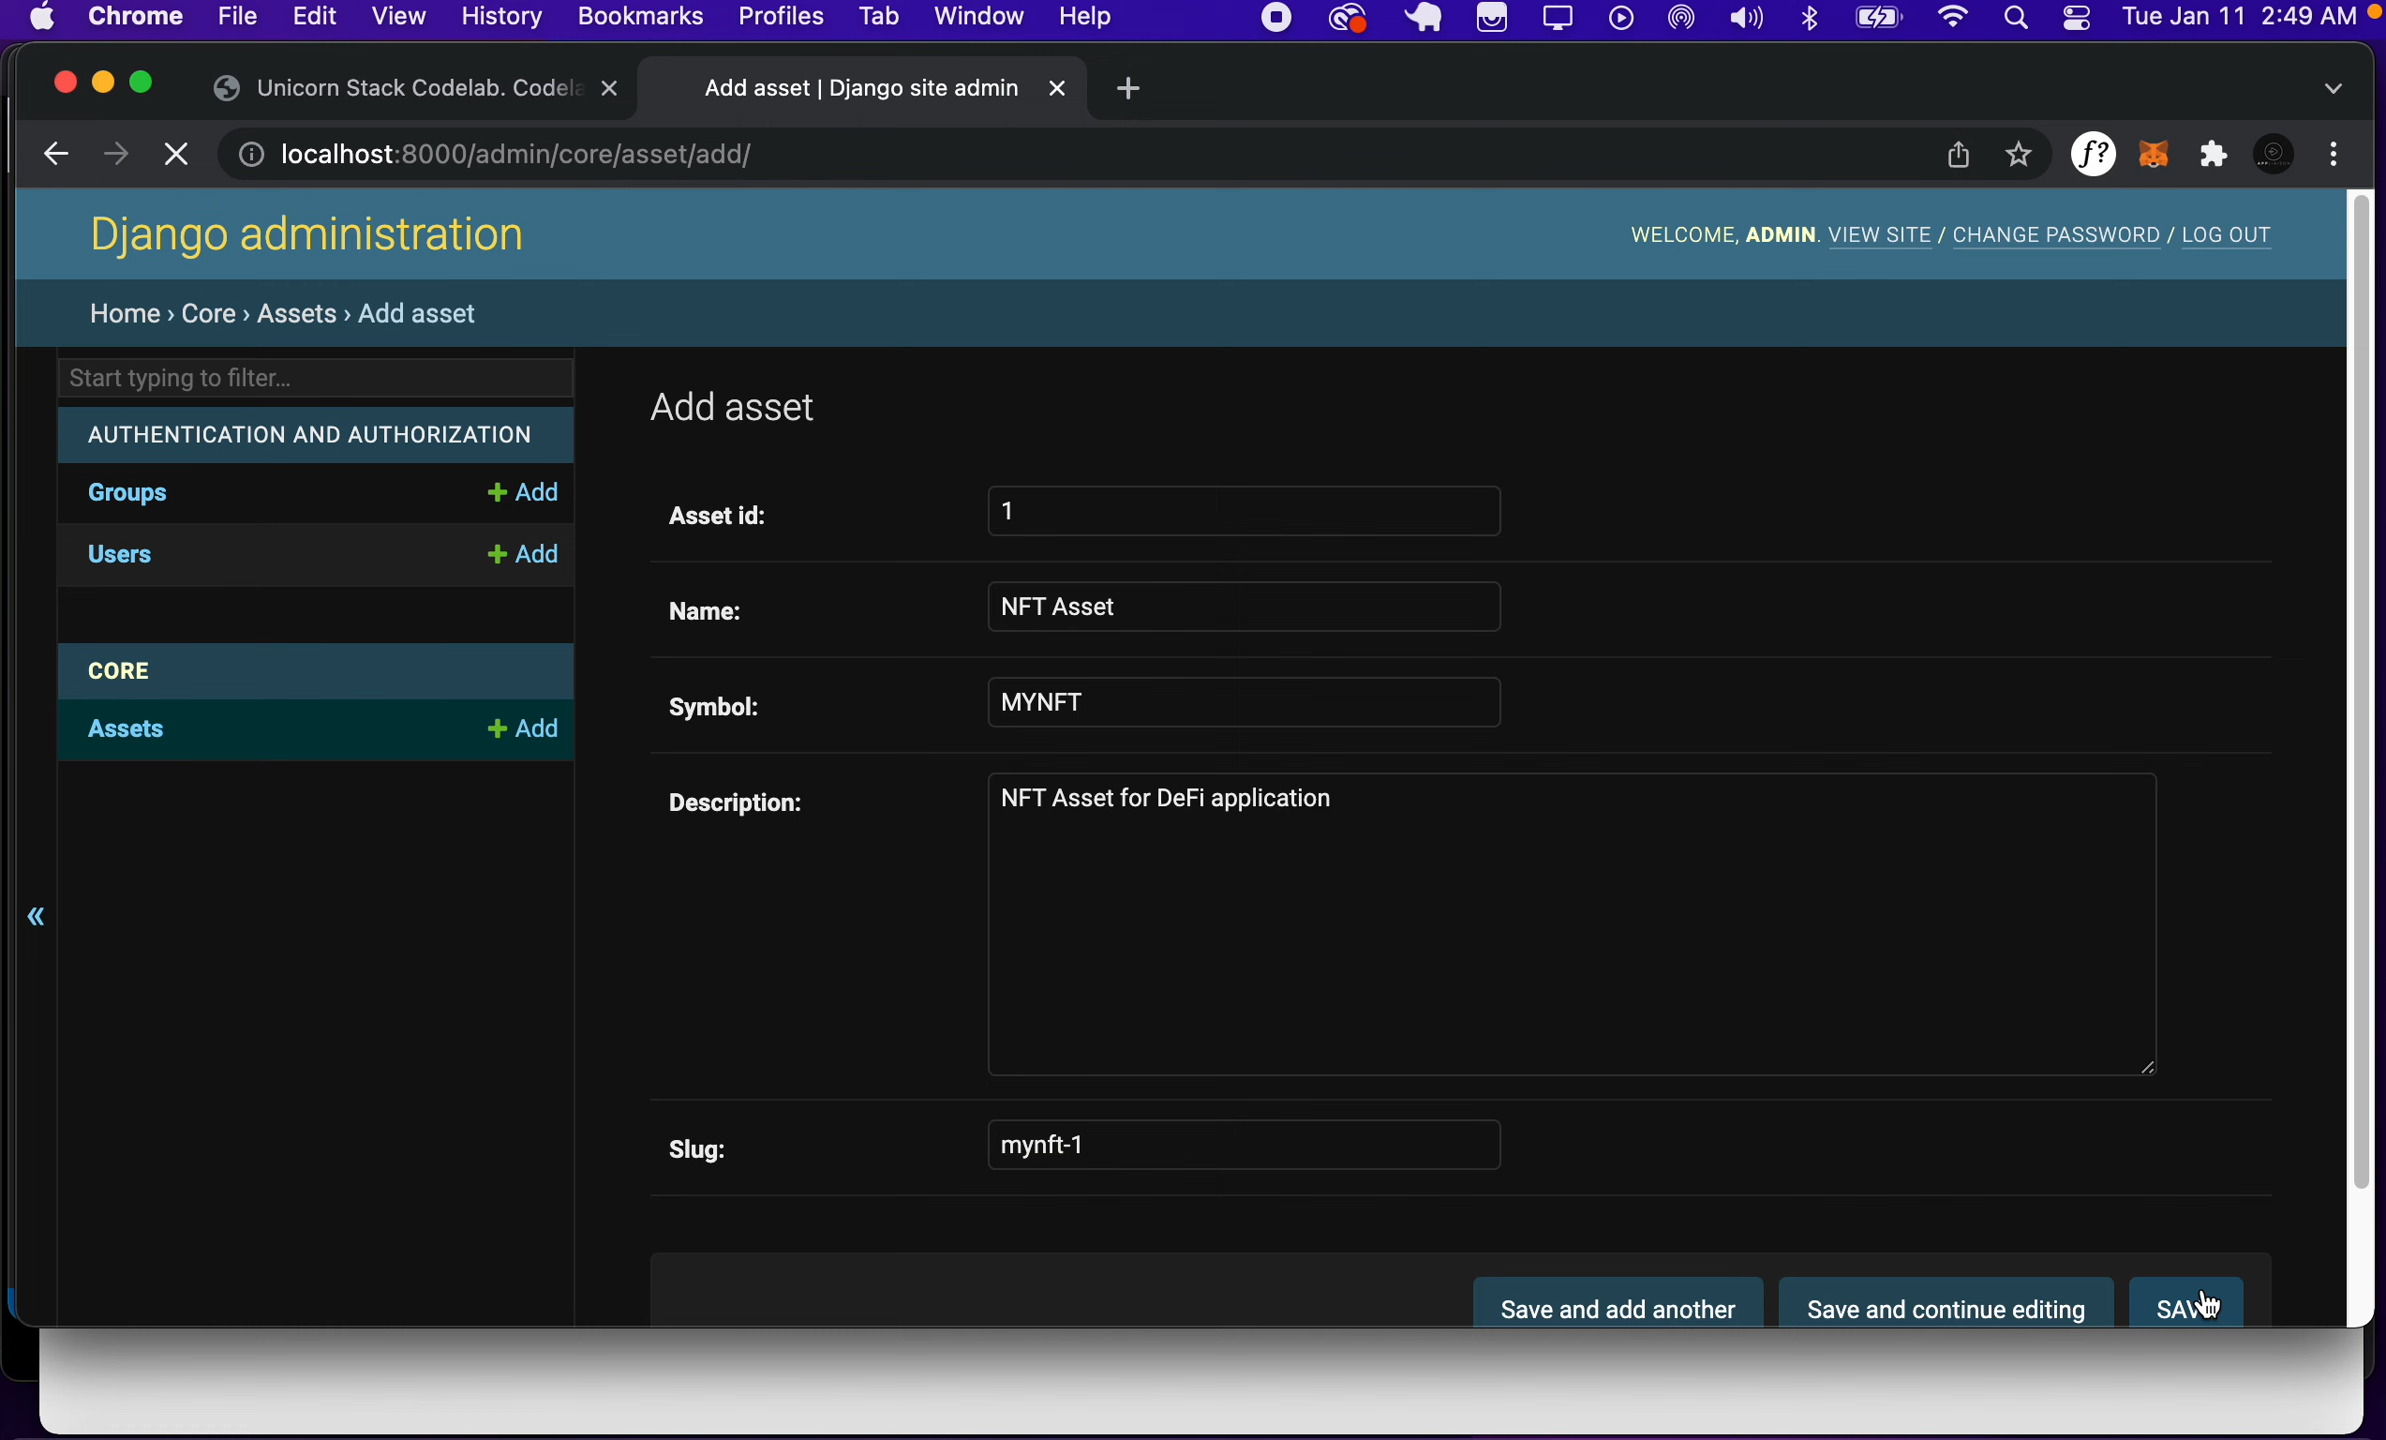 Chrome File Edit View History Bookmarks Profiles Tab Window Help Tue Jan 11 2:49 AM
Unicorn Stack Codelab. Codela
Add asset | Django site admin
localhost:8000/admin/core/asset/add/
f?
Django administration
WELCOME, ADMIN. VIEW SITE / CHANGE PASSWORD / LOG OUT
Home › Core › Assets › Add asset
Start typing to filter...
AUTHENTICATION AND AUTHORIZATION
Groups + Add
Users + Add
CORE
Assets + Add
«
Add asset
Asset id: 1
Name: NFT Asset
Symbol: MYNFT
Description: NFT Asset for DeFi application
Slug: mynft-1
Save and add another Save and continue editing SAVE